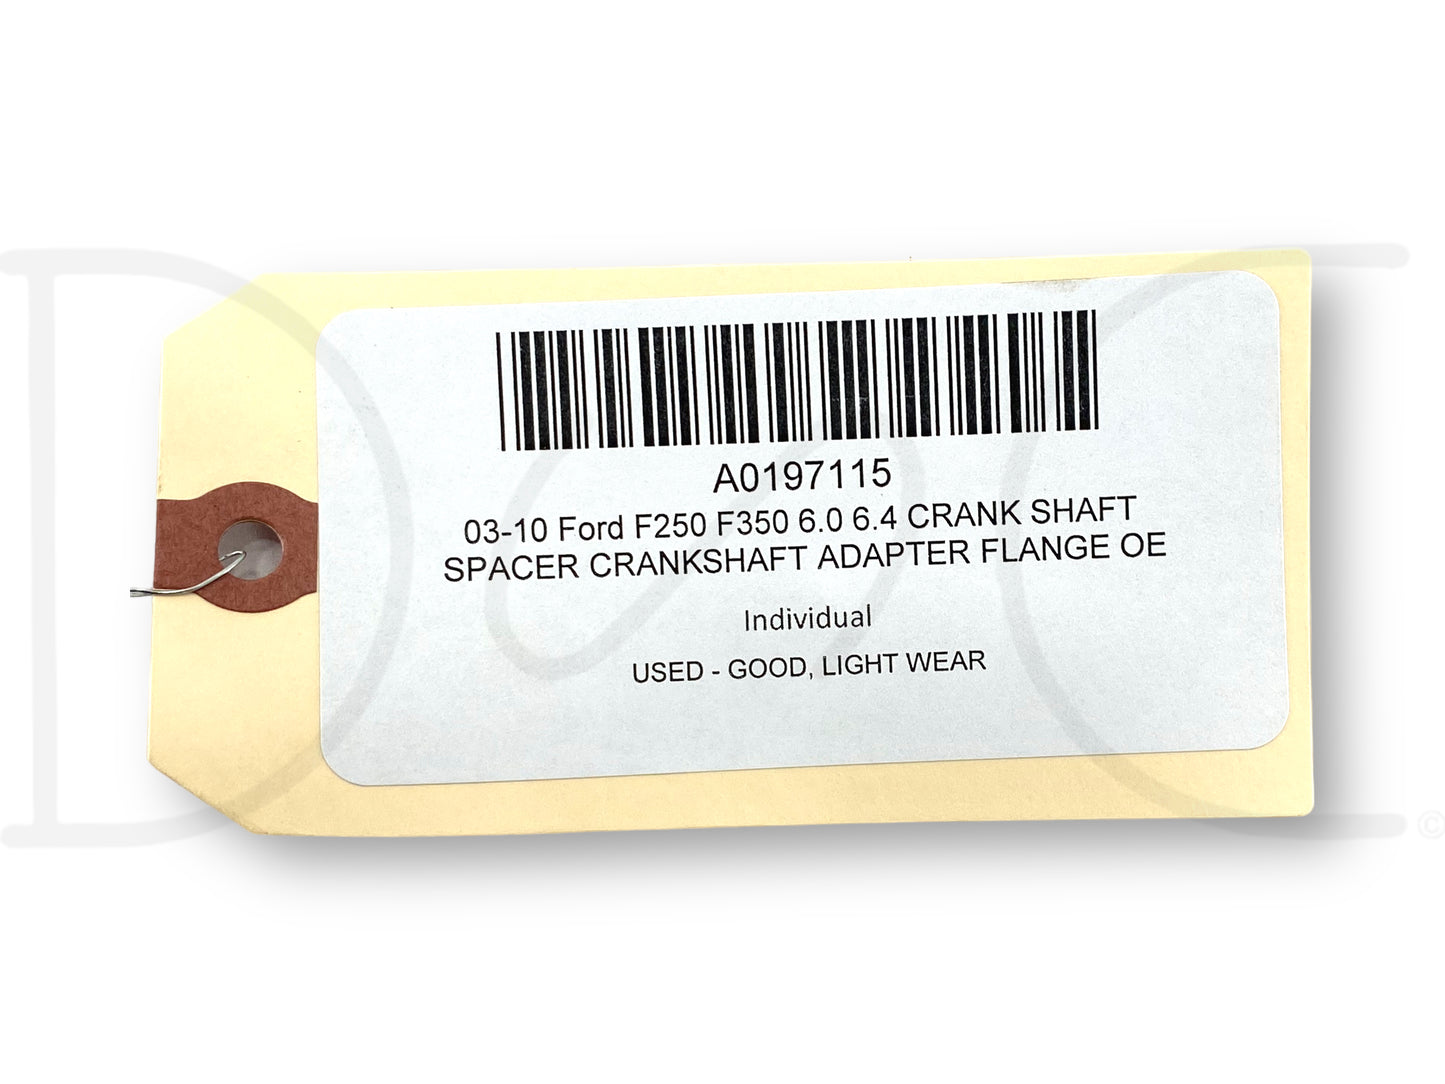 A0197115
03-10 Ford F250 F350 6.0 6.4 CRANK SHAFT
SPACER CRANKSHAFT ADAPTER FLANGE OE
Individual
USED - GOOD, LIGHT WEAR
©